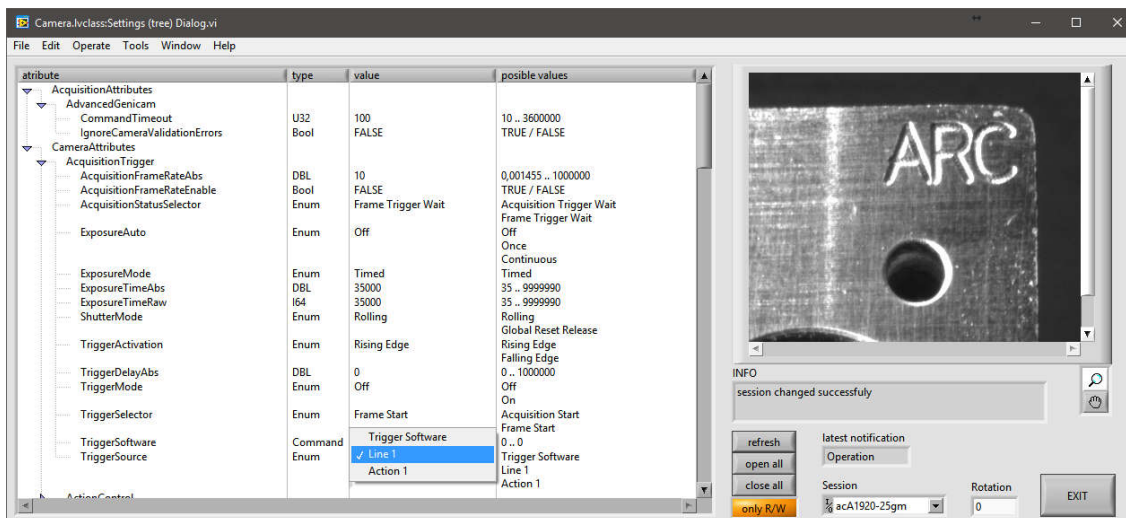 Camera.lvclass:Settings (tree) Dialog.vi
File Edit Operate Tools Window Help
atribute type value posible values
AcquisitionAttributes
AdvancedGenicam
CommandTimeout U32 100 10 .. 3600000
IgnoreCameraValidationErrors Bool FALSE TRUE / FALSE
CameraAttributes
AcquisitionTrigger
AcquisitionFrameRateAbs DBL 10 0,001455 .. 1000000
AcquisitionFrameRateEnable Bool FALSE TRUE / FALSE
AcquisitionStatusSelector Enum Frame Trigger Wait Acquisition Trigger Wait
Frame Trigger Wait
ExposureAuto Enum Off Off
Once
Continuous
ExposureMode Enum Timed Timed
ExposureTimeAbs DBL 35000 35 .. 9999990
ExposureTimeRaw I64 35000 35 .. 9999990
ShutterMode Enum Rolling Rolling
Global Reset Release
TriggerActivation Enum Rising Edge Rising Edge
Falling Edge
TriggerDelayAbs DBL 0 0 .. 1000000
TriggerMode Enum Off Off
On
TriggerSelector Enum Frame Start Acquisition Start
Frame Start
TriggerSoftware Command 0 .. 0
TriggerSource Enum Trigger Software
Line 1
Action 1
ActionControl
Trigger Software
Line 1
Action 1
ARC
INFO
session changed successfuly
refresh
open all
close all
only R/W
latest notification
Operation
Session
acA1920-25gm
Rotation
0
EXIT